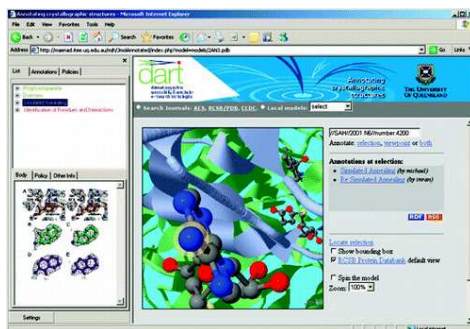 Annotating crystallographic structures - Microsoft Internet Explorer
File Edit View Favorites Tools Help
Back Search Favorites
Address Go Links
List Annotations Policies
Overview
Simulated Annealing
Identification of Formulae and Interactions
Body Policy Other Info
A
C
D E
Settings
dart
Annotating
crystallographic
structures
THE UNIVERSITY
OF QUEENSLAND
Search Journals: ACS, RCSB/PDB, CCDC, Local models: select
Annotate: selection, viewpoint or both
Annotations at selection:
Simulated Annealing (by michael)
Re Simulated Annealing (by imran)
RDF RSS
Locate selection
Show bounding box
RCSB Protein Databank default view
Spin the model
Zoom: 100%
Local intranet